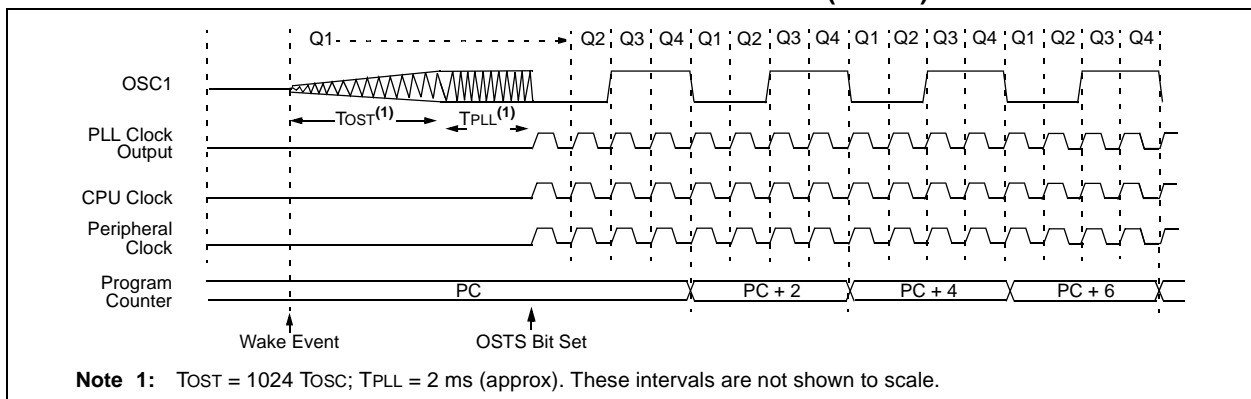 Q1 Q2 Q3 Q4 Q1 Q2 Q3 Q4 Q1 Q2 Q3 Q4 Q1 Q2 Q3 Q4
OSC1
TOST(1) TPLL(1)
PLL Clock
Output
CPU Clock
Peripheral
Clock
Program
Counter
PC PC + 2 PC + 4 PC + 6
Wake Event OSTS Bit Set
Note 1: TOST = 1024 TOSC; TPLL = 2 ms (approx). These intervals are not shown to scale.